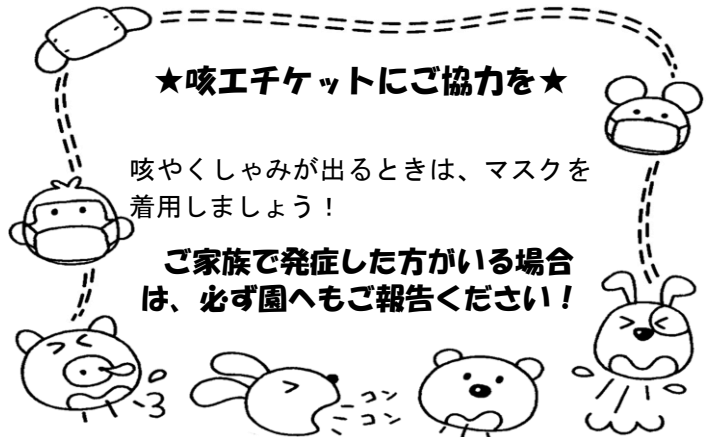 ★咳エチケットにご協力を★
咳やくしゃみが出るときは、マスクを
着用しましょう！
ご家族で発症した方がいる場合
は、必ず園へもご報告ください！
コン
コン